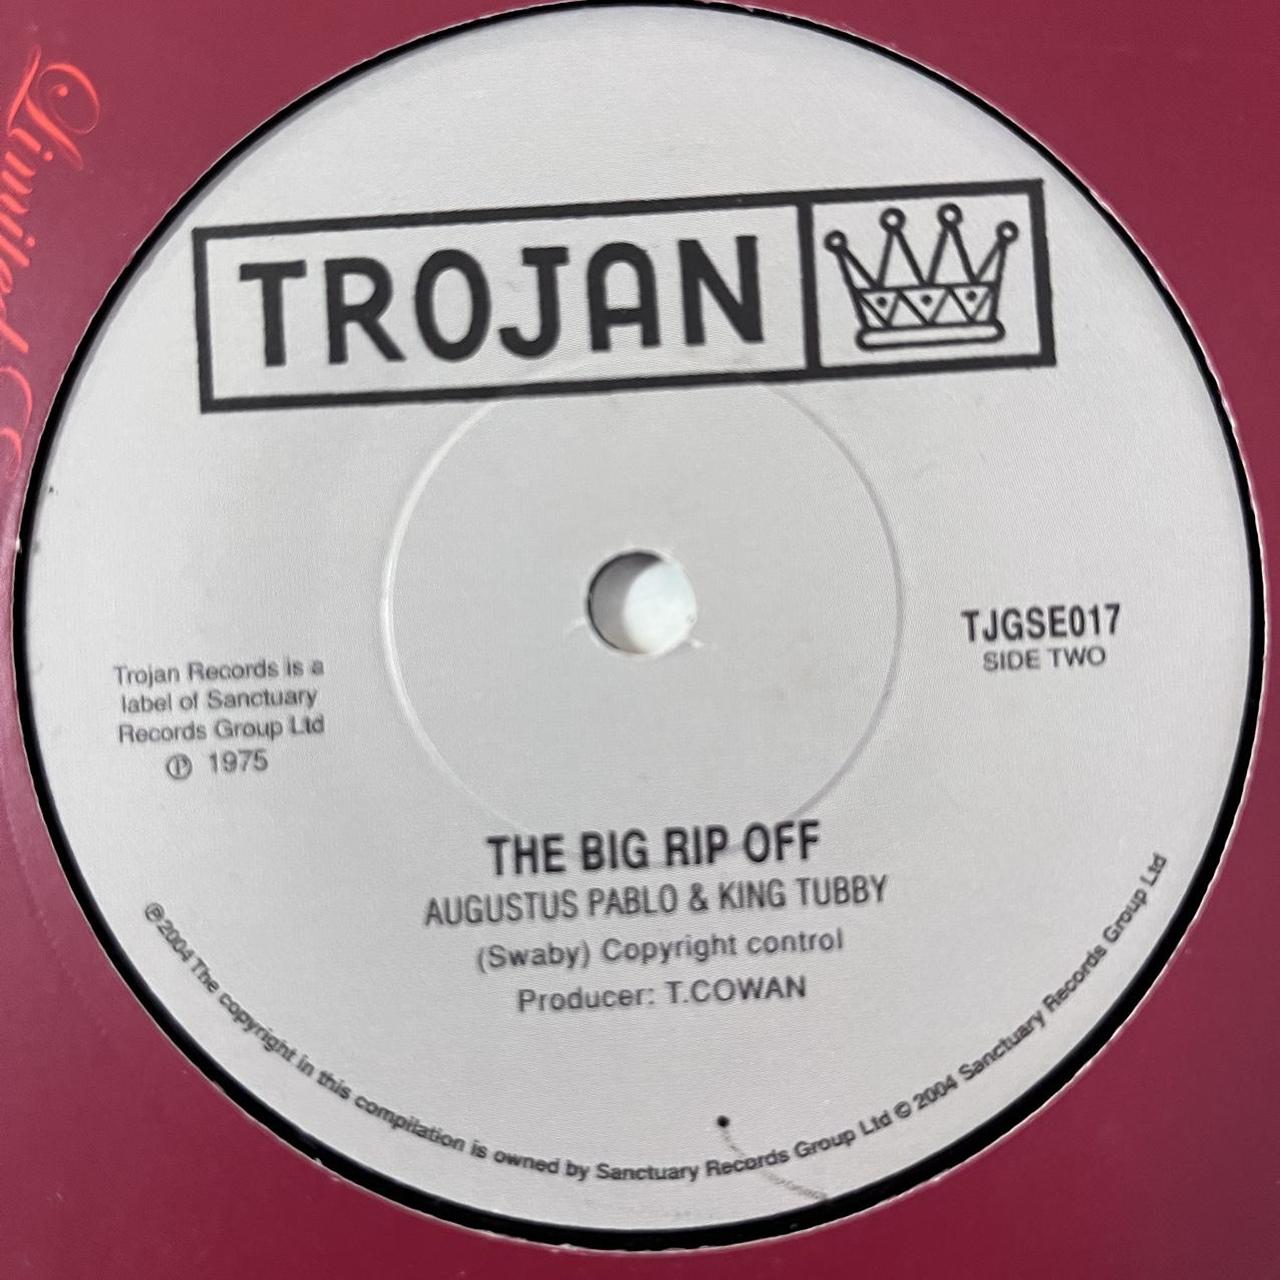 Limited
TROJAN
TJGSE017
SIDE TWO
Trojan Records is a
label of Sanctuary
Records Group Ltd
℗ 1975
THE BIG RIP OFF
AUGUSTUS PABLO & KING TUBBY
(Swaby) Copyright control
Producer: T.COWAN
℗ 2004 The copyright in this compilation is owned by Sanctuary Records Group Ltd © 2004 Sanctuary Records Group Ltd